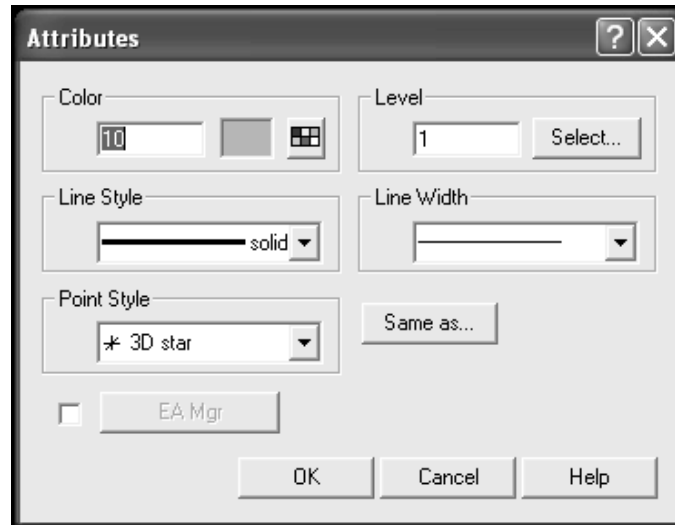 Attributes
Color
Level
10
1
Select...
Line Style
Line Width
solid
Point Style
3D star
Same as...
EA Mgr
OK
Cancel
Help